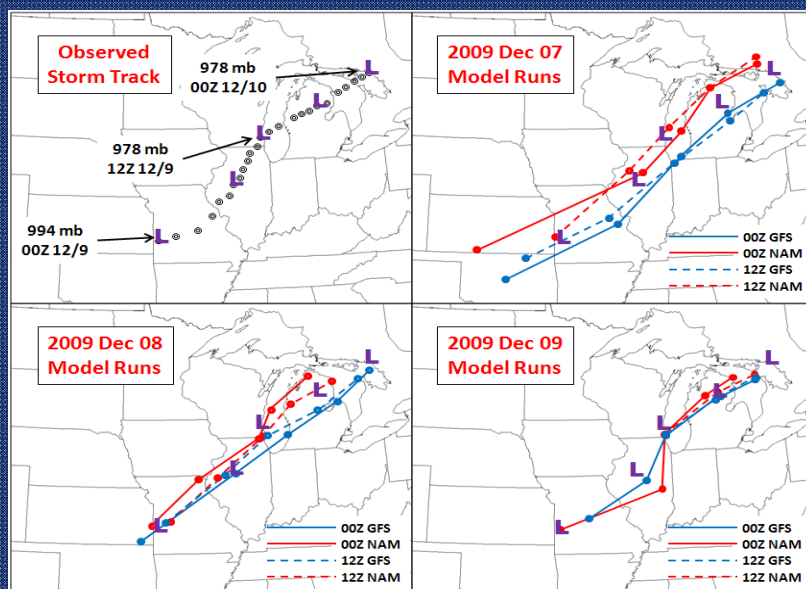 Observed
Storm Track
978 mb
00Z 12/10
978 mb
12Z 12/9
994 mb
00Z 12/9
L
L
L
L
L
2009 Dec 07
Model Runs
L
L
L
L
L
00Z GFS
00Z NAM
12Z GFS
12Z NAM
2009 Dec 08
Model Runs
L
L
L
L
L
00Z GFS
00Z NAM
12Z GFS
12Z NAM
2009 Dec 09
Model Runs
L
L
L
L
L
00Z GFS
00Z NAM
12Z GFS
12Z NAM